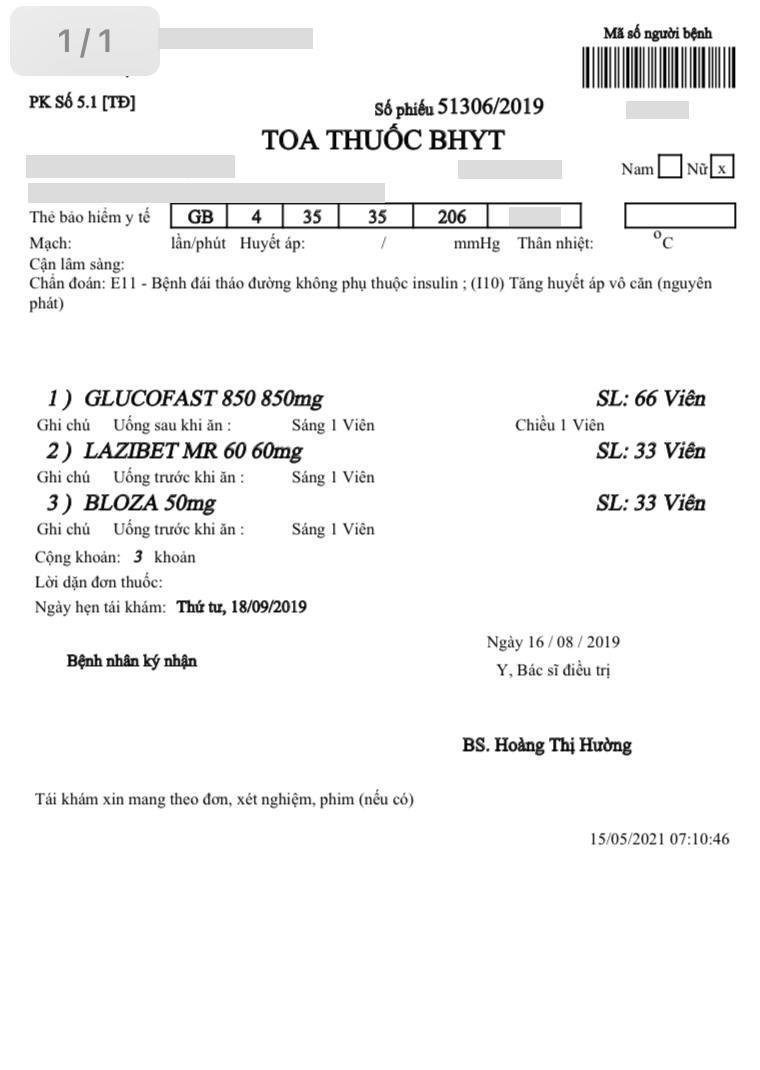 1/1
Mã số người bệnh
PK Số 5.1 [TĐ]
Số phiếu 51306/2019
TOA THUỐC BHYT
Nam Nữ x
Thẻ bảo hiểm y tế GB 4 35 35 206
Mạch: lần/phút Huyết áp: / mmHg Thân nhiệt: °C
Cận lâm sàng:
Chẩn đoán: E11 - Bệnh đái tháo đường không phụ thuộc insulin ; (I10) Tăng huyết áp vô căn (nguyên
phát)
1 ) GLUCOFAST 850 850mg SL: 66 Viên
Ghi chú Uống sau khi ăn : Sáng 1 Viên Chiều 1 Viên
2 ) LAZIBET MR 60 60mg SL: 33 Viên
Ghi chú Uống trước khi ăn : Sáng 1 Viên
3 ) BLOZA 50mg SL: 33 Viên
Ghi chú Uống trước khi ăn : Sáng 1 Viên
Cộng khoản: 3 khoản
Lời dặn đơn thuốc:
Ngày hẹn tái khám: Thứ tư, 18/09/2019
Ngày 16 / 08 / 2019
Bệnh nhân ký nhận
Y, Bác sĩ điều trị
BS. Hoàng Thị Hường
Tái khám xin mang theo đơn, xét nghiệm, phim (nếu có)
15/05/2021 07:10:46